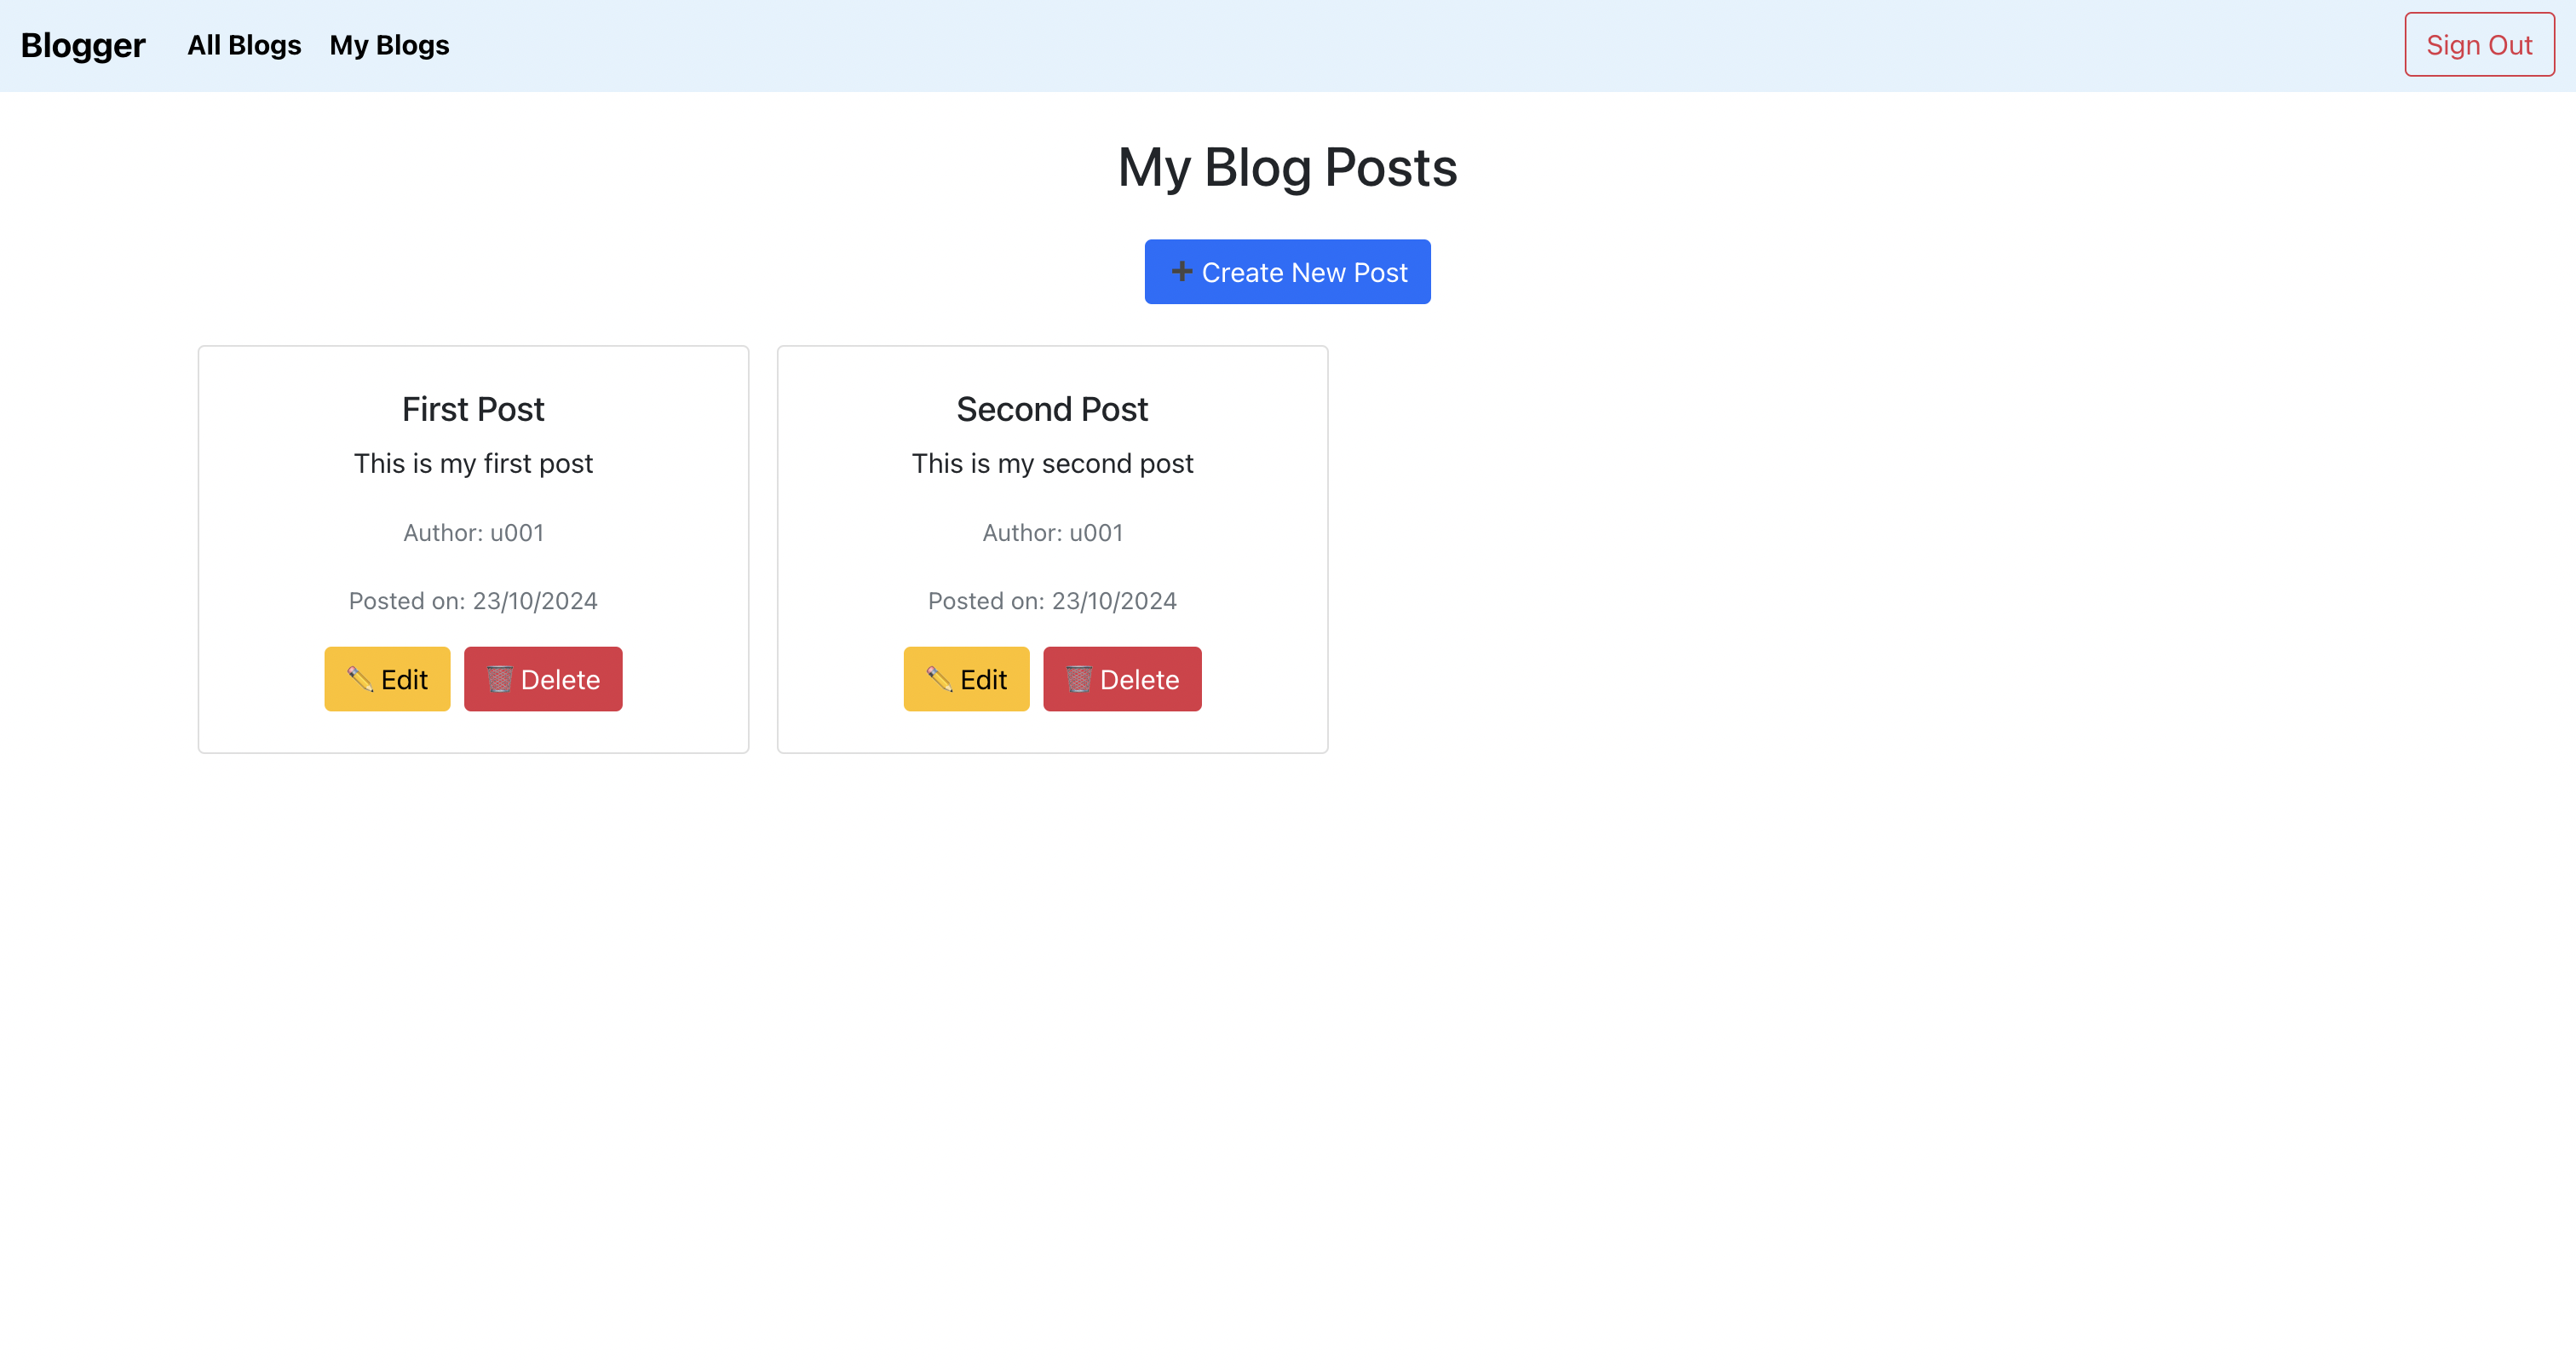 Blogger All Blogs My Blogs Sign Out
My Blog Posts
➕ Create New Post
First Post
This is my first post
Author: u001
Posted on: 23/10/2024
✏️ Edit 🗑️ Delete
Second Post
This is my second post
Author: u001
Posted on: 23/10/2024
✏️ Edit 🗑️ Delete